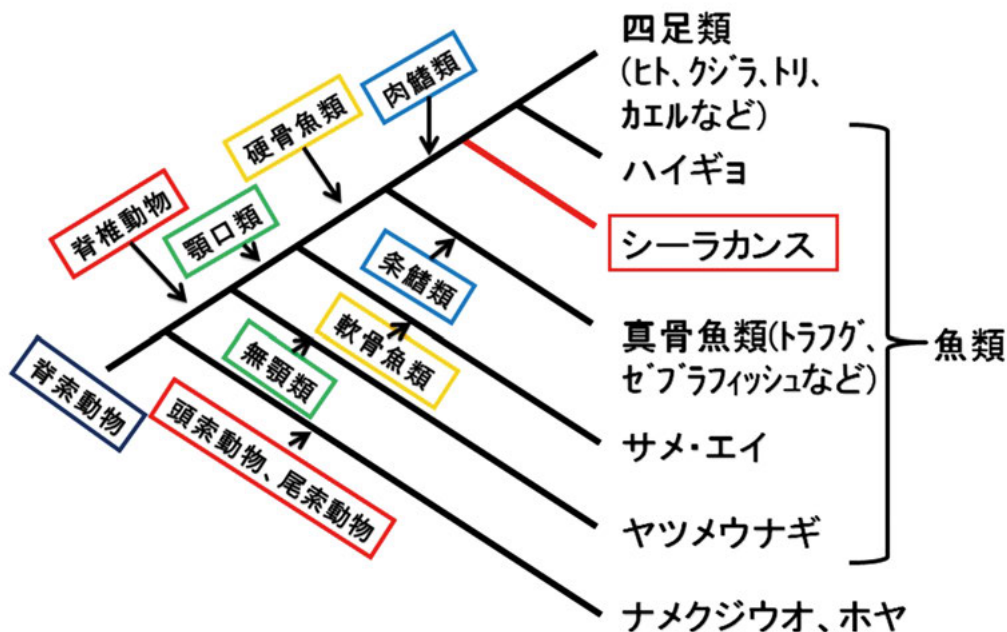 四足類
(ﾋﾄ､ｸｼﾞﾗ､ﾄﾘ､
ｶｴﾙなど)
肉鰭類
硬骨魚類
ハイギョ
脊椎動物
顎口類
シーラカンス
条鰭類
真骨魚類(ﾄﾗﾌｸﾞ､
ｾﾞﾌﾞﾗﾌｨｯｼｭなど)
魚類
軟骨魚類
無顎類
脊索動物
頭索動物、尾索動物
サメ・エイ
ヤツメウナギ
ナメクジウオ、ホヤ